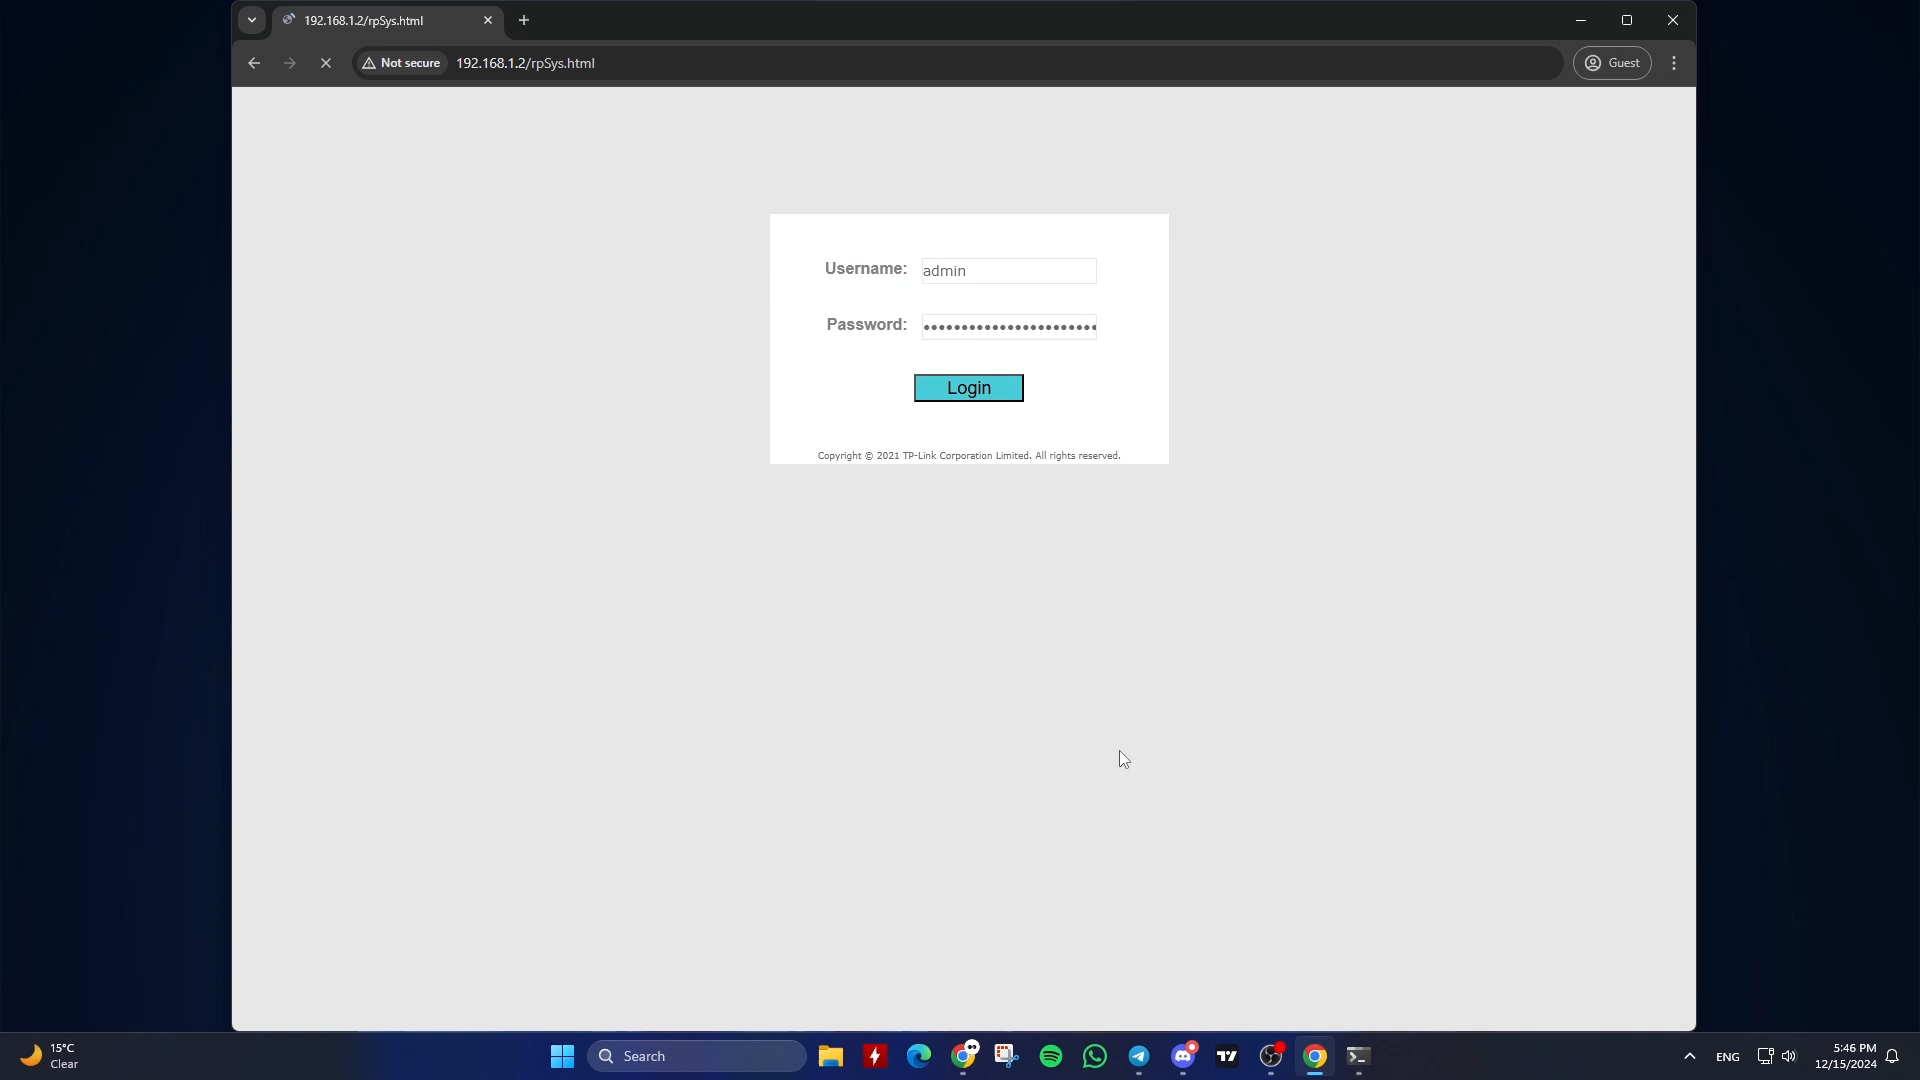 192.168.1.2/rpSys.html
Not secure
192.168.1.2/rpSys.html
Guest
Username:
admin
Password:
Login
Copyright © 2021 TP-Link Corporation Limited. All rights reserved.
15°C
Clear
Search
ENG
5:46 PM
12/15/2024